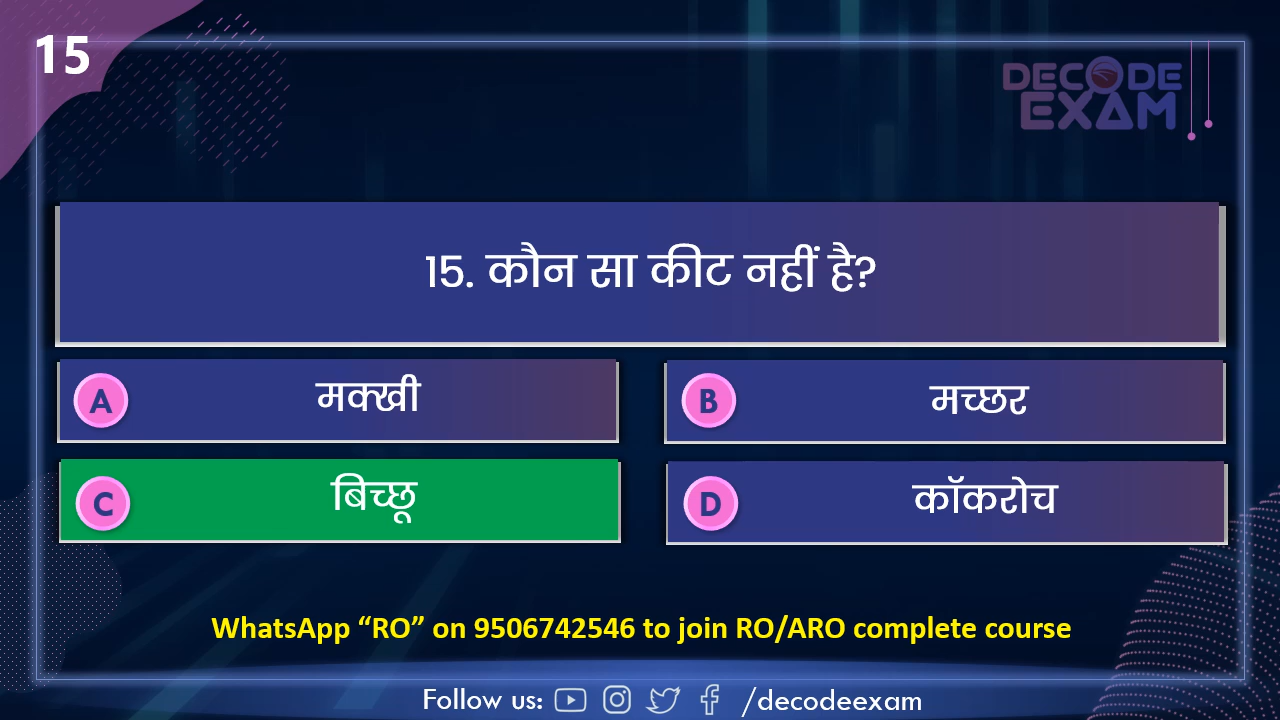 15
DECODE
EXAM
15. कौन सा कीट नहीं है?
A मक्खी
B मच्छर
C बिच्छू
D कॉकरोच
WhatsApp “RO” on 9506742546 to join RO/ARO complete course
Follow us: /decodeexam